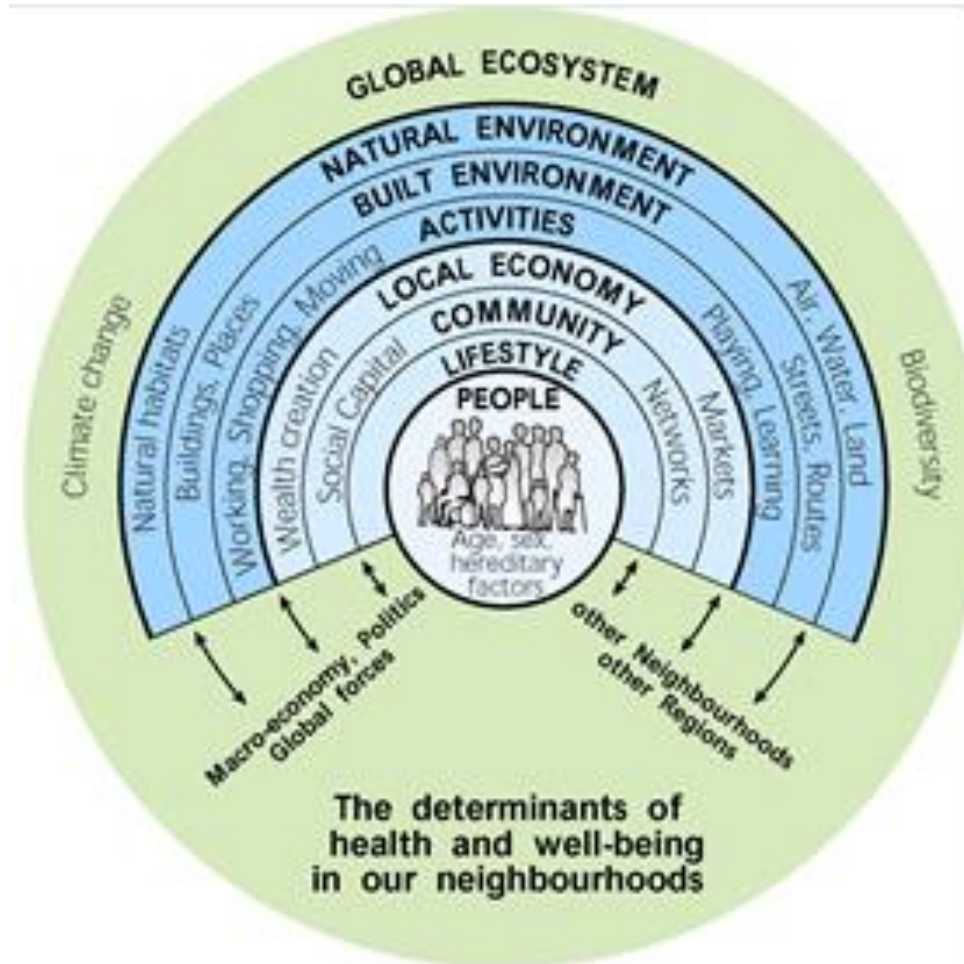 GLOBAL ECOSYSTEM
NATURAL ENVIRONMENT
BUILT ENVIRONMENT
ACTIVITIES
LOCAL ECONOMY
COMMUNITY
LIFESTYLE
PEOPLE
Age, sex,
hereditary
factors
Climate change
Natural habitats
Buildings, Places
Working, Shopping, Moving
Wealth creation
Social Capital
Networks
Markets
Playing, Learning
Streets, Routes
Air, Water, Land
Biodiversity
Macro-economy, Politics
Global forces
other Neighbourhoods
other Regions
The determinants of
health and well-being
in our neighbourhoods